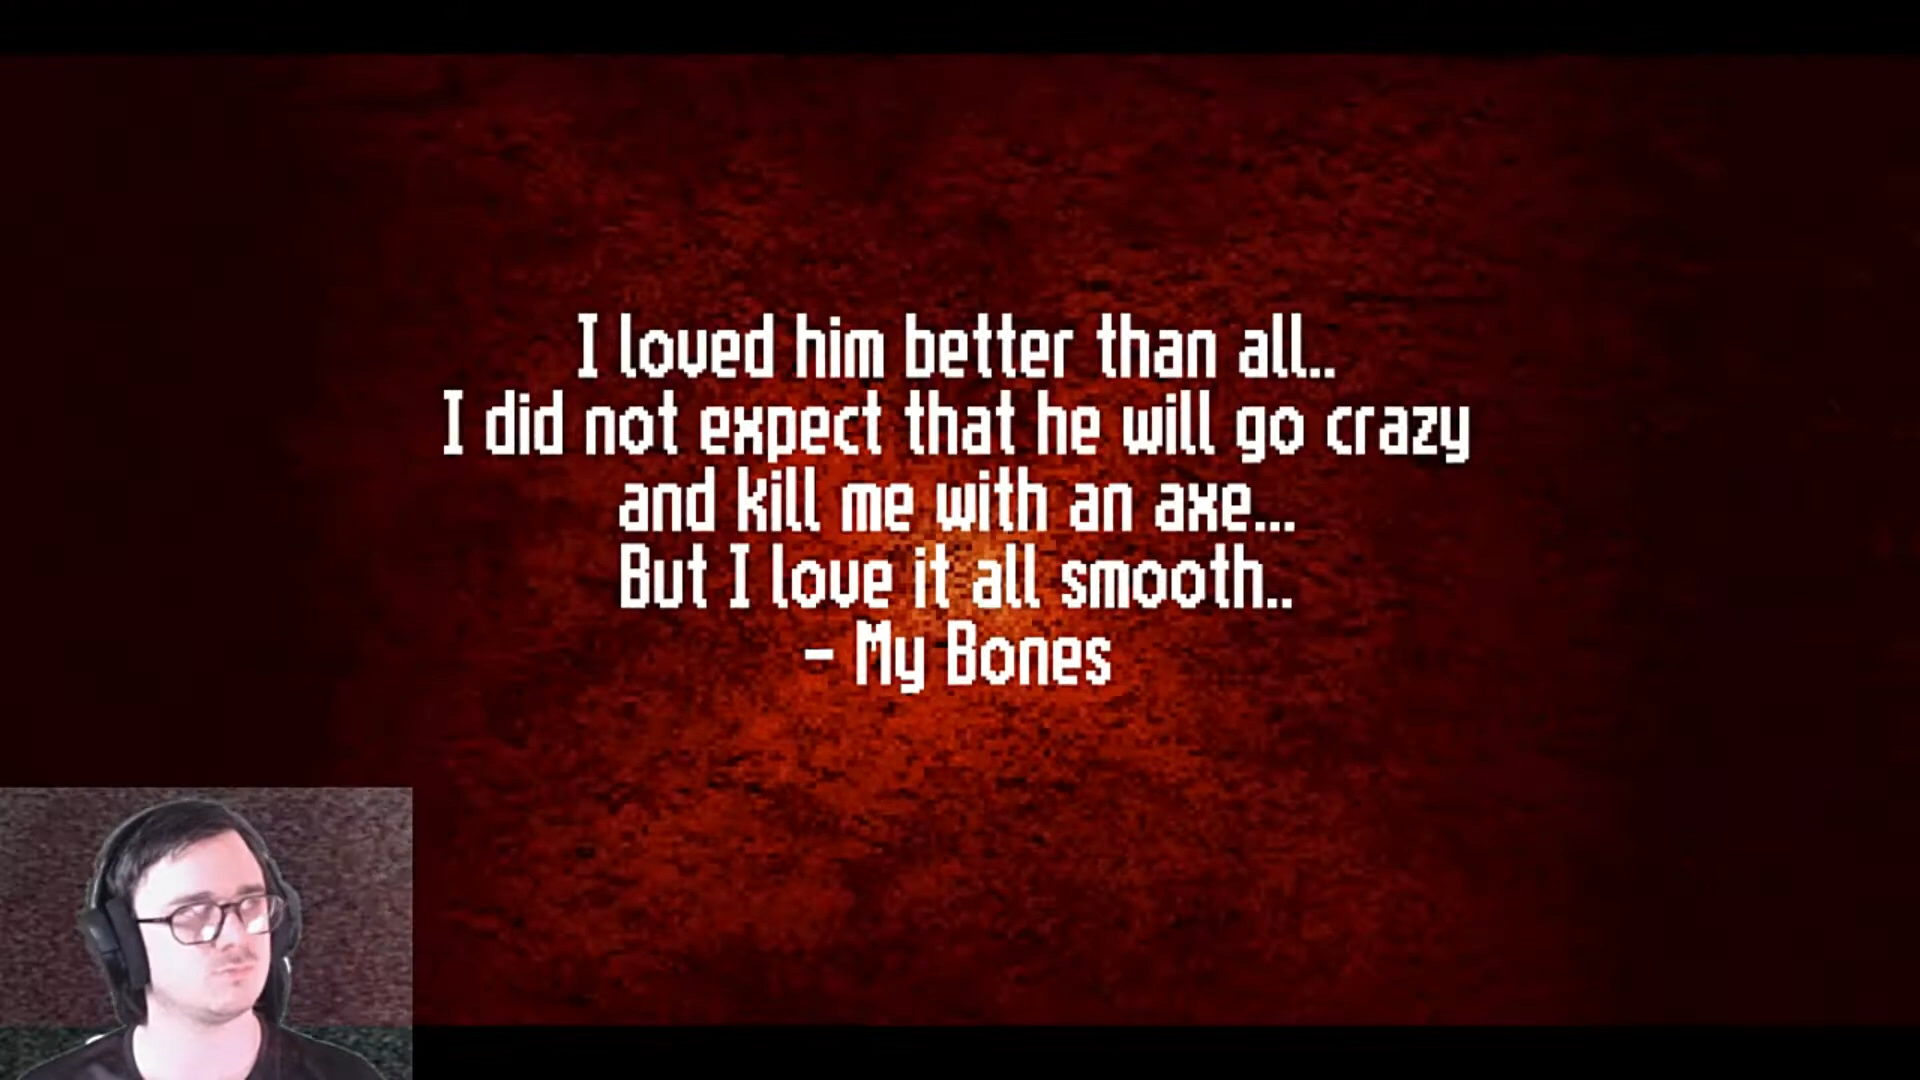 I loved him better than all..
I did not expect that he will go crazy
and kill me with an axe...
But I love it all smooth..
- My Bones